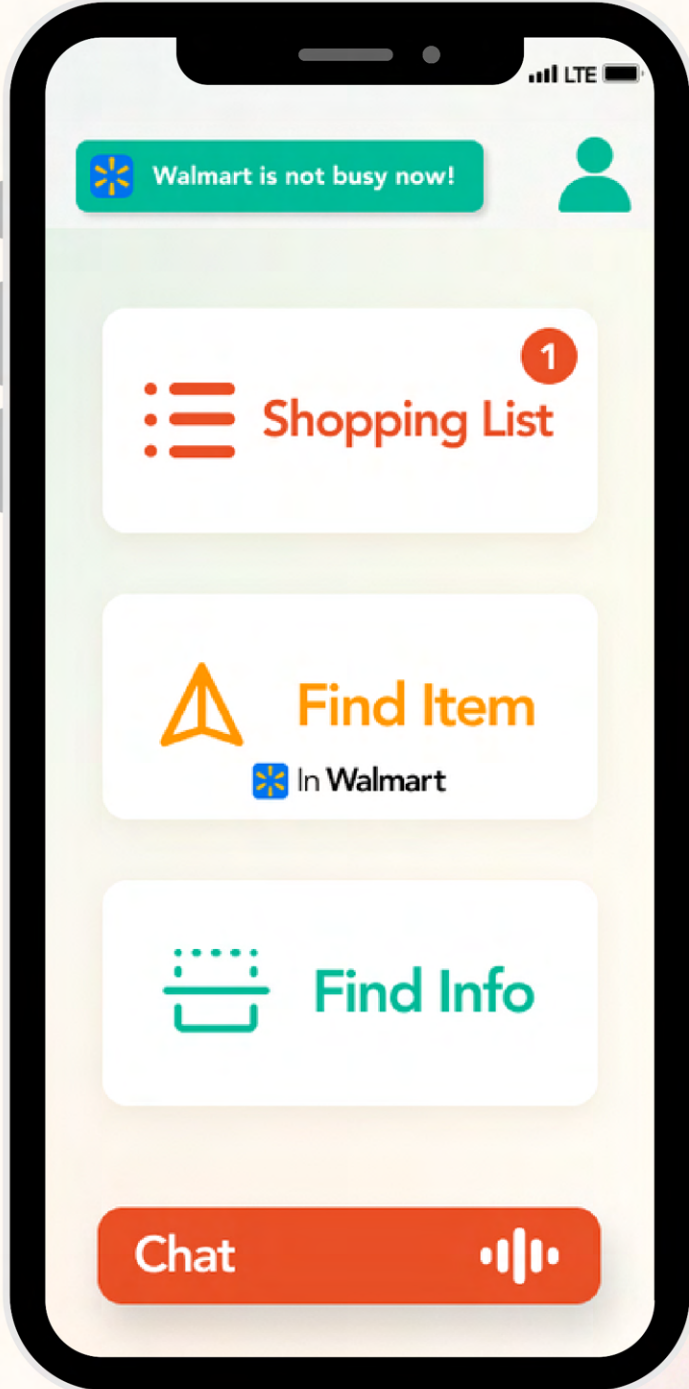 LTE
Walmart is not busy now!
1
Shopping List
Find Item
In Walmart
Find Info
Chat